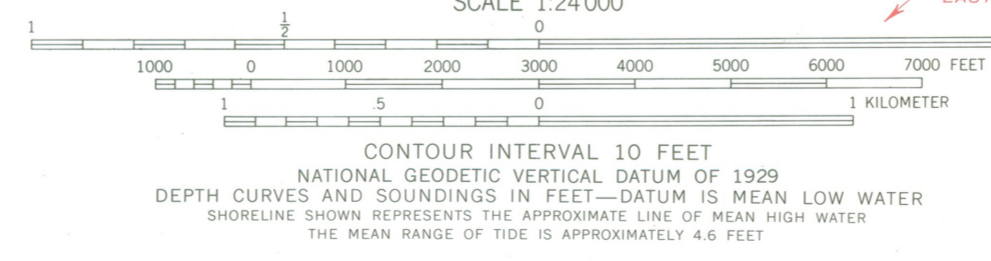 SCALE 1:24 000
1 1/2 0
1000 0 1000 2000 3000 4000 5000 6000 7000 FEET
1 .5 0 1 KILOMETER
CONTOUR INTERVAL 10 FEET
NATIONAL GEODETIC VERTICAL DATUM OF 1929
DEPTH CURVES AND SOUNDINGS IN FEET—DATUM IS MEAN LOW WATER
SHORELINE SHOWN REPRESENTS THE APPROXIMATE LINE OF MEAN HIGH WATER
THE MEAN RANGE OF TIDE IS APPROXIMATELY 4.6 FEET